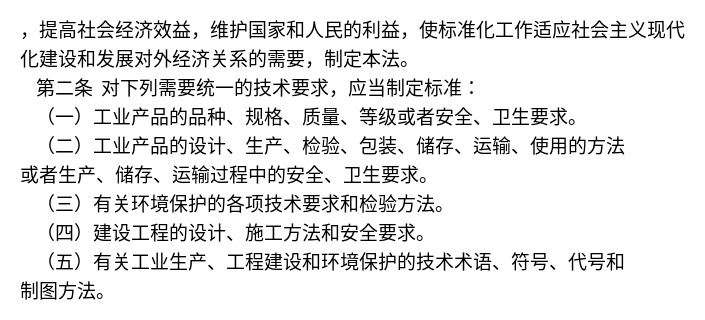 ，提高社会经济效益，维护国家和人民的利益，使标准化工作适应社会主义现代
化建设和发展对外经济关系的需要，制定本法。
第二条 对下列需要统一的技术要求，应当制定标准：
（一）工业产品的品种、规格、质量、等级或者安全、卫生要求。
（二）工业产品的设计、生产、检验、包装、储存、运输、使用的方法
或者生产、储存、运输过程中的安全、卫生要求。
（三）有关环境保护的各项技术要求和检验方法。
（四）建设工程的设计、施工方法和安全要求。
（五）有关工业生产、工程建设和环境保护的技术术语、符号、代号和
制图方法。